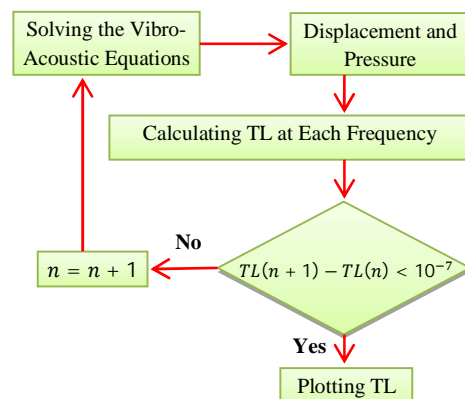 Solving the Vibro-
Acoustic Equations
Displacement and
Pressure
Calculating TL at Each Frequency
No
n = n + 1
TL(n + 1) − TL(n) < 10⁻⁷
Yes
Plotting TL